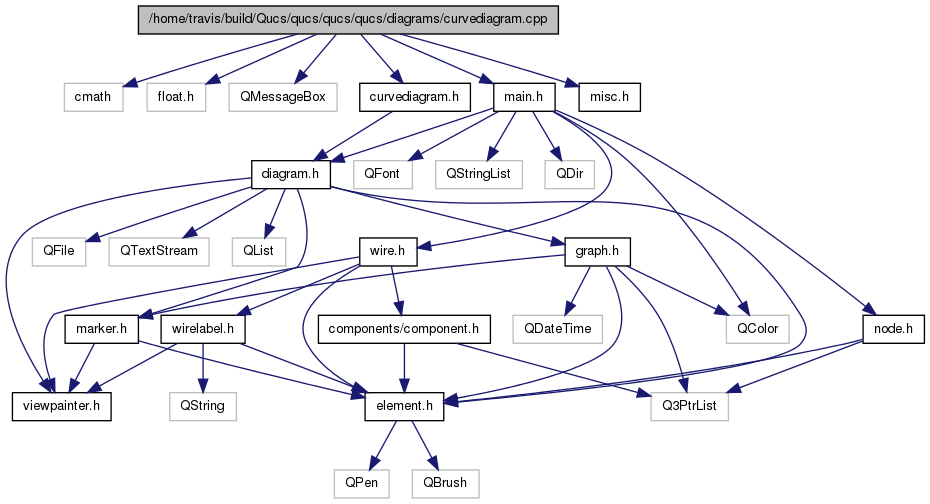 /home/travis/build/Qucs/qucs/qucs/qucs/diagrams/curvediagram.cpp
cmath
float.h
QMessageBox
curvediagram.h
main.h
misc.h
diagram.h
QFont
QStringList
QDir
QFile
QTextStream
QList
wire.h
graph.h
marker.h
wirelabel.h
components/component.h
QDateTime
QColor
node.h
viewpainter.h
QString
element.h
Q3PtrList
QPen
QBrush